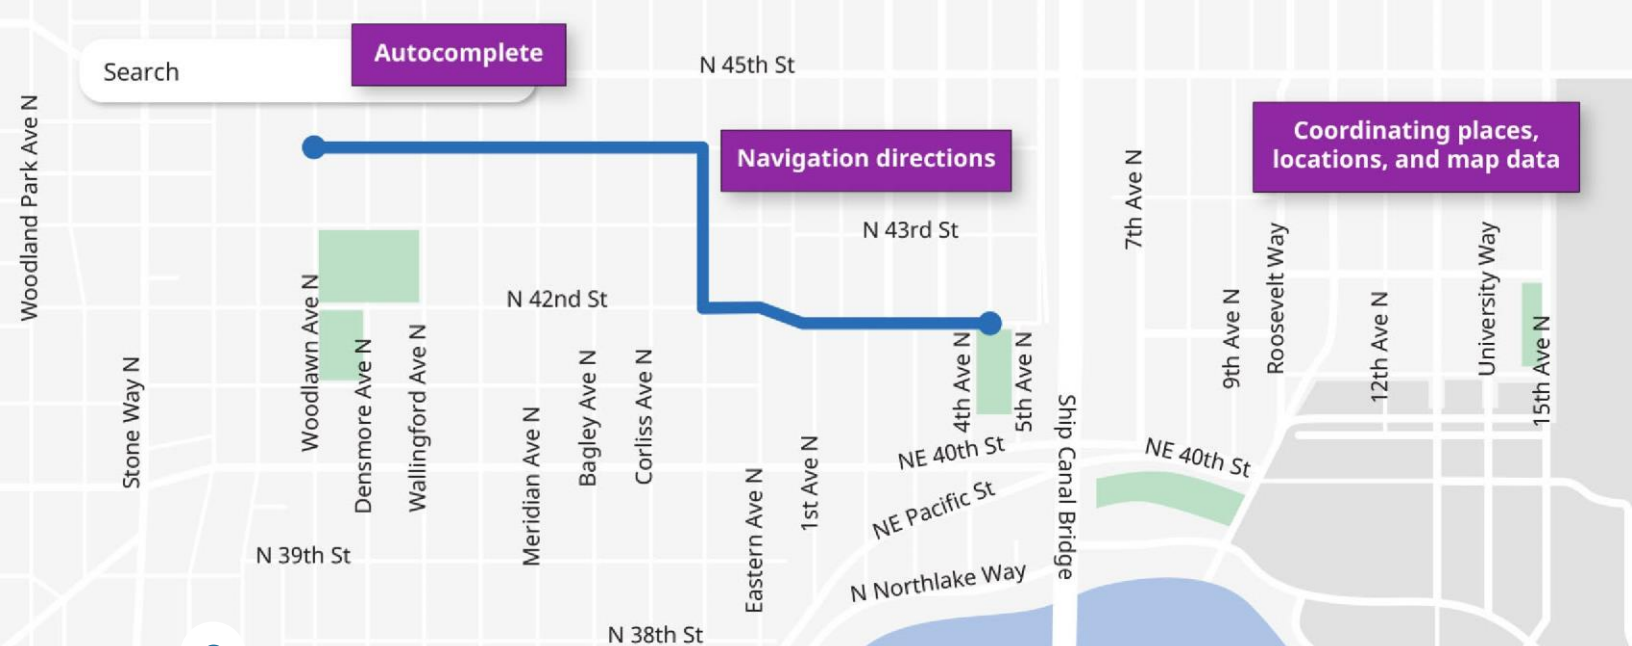 Search
Autocomplete
N 45th St
Navigation directions
Coordinating places,
locations, and map data
Woodland Park Ave N
7th Ave N
N 43rd St
Roosevelt Way
University Way
N 42nd St
Woodlawn Ave N
9th Ave N
12th Ave N
15th Ave N
Stone Way N
Densmore Ave N
Wallingford Ave N
Bagley Ave N
Corliss Ave N
4th Ave N
5th Ave N
Meridian Ave N
Ship Canal Bridge
NE 40th St
NE 40th St
1st Ave N
Eastern Ave N
NE Pacific St
N 39th St
N Northlake Way
N 38th St